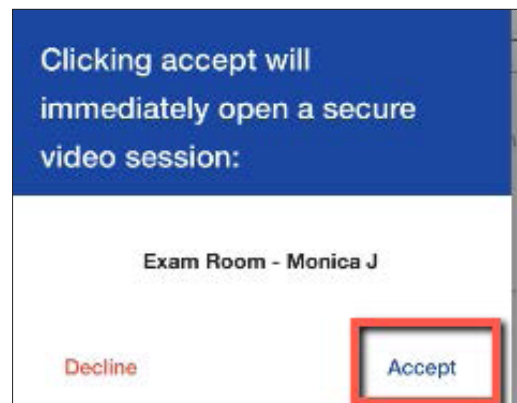 Clicking accept will
immediately open a secure
video session:
Exam Room - Monica J
Decline
Accept